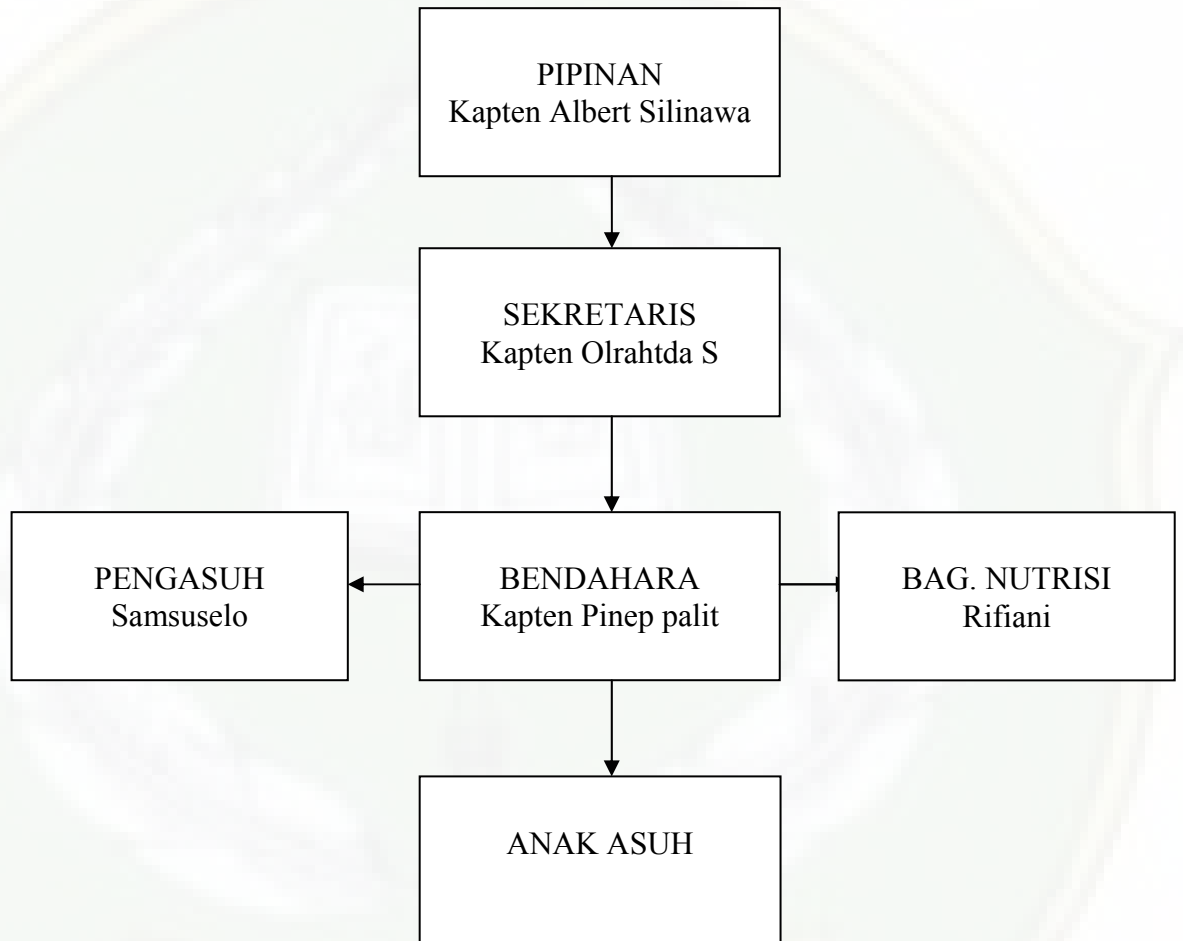 PIPINAN
Kapten Albert Silinawa
SEKRETARIS
Kapten Olrahtda S
PENGASUH
Samsuselo
BENDAHARA
Kapten Pinep palit
BAG. NUTRISI
Rifiani
ANAK ASUH